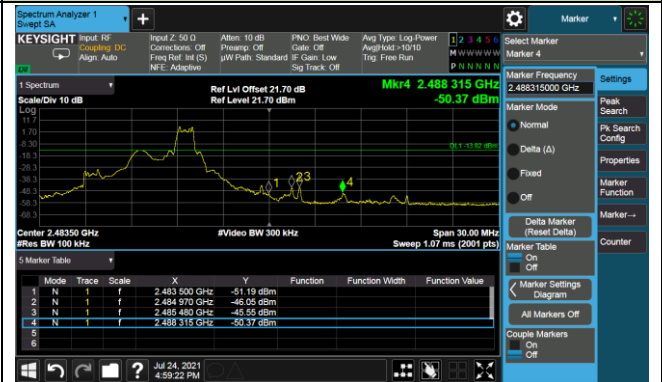 Spectrum Analyzer 1
Swept SA
KEYSIGHT
Input: RF
Coupling: DC
Align: Auto
Input Z: 50 Ω
Corrections: Off
Freq Ref: Int (S)
NFE: Adaptive
Atten: 10 dB
Preamp: Off
µW Path: Standard
PNO: Best Wide
Gate: Off
IF Gain: Low
Sig Track: Off
Avg Type: Log-Power
Avg|Hold:>10/10
Trig: Free Run
1 2 3 4 5 6
M W W W W W
P N N N N N
1 Spectrum
Scale/Div 10 dB
Ref Lvl Offset 21.70 dB
Ref Level 21.70 dBm
Mkr4 2.488 315 GHz
-50.37 dBm
Log
11.7
1.70
-8.30
-18.3
-28.3
-38.3
-48.3
-58.3
-68.3
DL1 -13.82 dBm
1
2
3
4
Center 2.48350 GHz
#Video BW 300 kHz
Span 30.00 MHz
#Res BW 100 kHz
Sweep 1.07 ms (2001 pts)
5 Marker Table
Mode Trace Scale X Y Function Function Width Function Value
1 N 1 f 2.483 500 GHz -51.19 dBm
2 N 1 f 2.484 970 GHz -46.05 dBm
3 N 1 f 2.485 480 GHz -45.55 dBm
4 N 1 f 2.488 315 GHz -50.37 dBm
5
6
Jul 24, 2021
4:59:22 PM
Marker
Select Marker
Marker 4
Marker Frequency
2.488315000 GHz
Marker Mode
Normal
Delta (Δ)
Fixed
Off
Delta Marker
(Reset Delta)
Marker Table
On
Off
Marker Settings
Diagram
All Markers Off
Couple Markers
On
Off
Settings
Peak
Search
Pk Search
Config
Properties
Marker
Function
Marker→
Counter